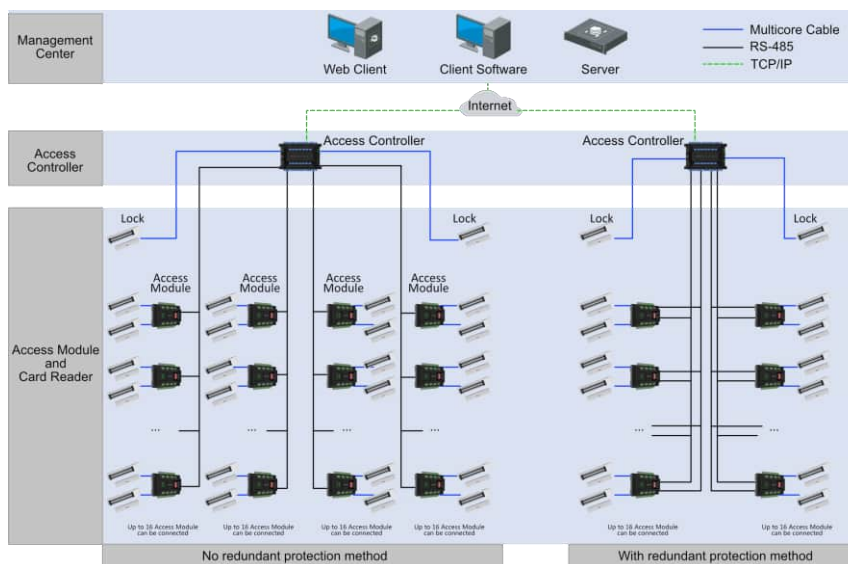 Management
Center
Web Client
Client Software
Server
Multicore Cable
RS-485
TCP/IP
Internet
Access
Controller
Access Controller
Access Controller
Lock
Lock
Lock
Lock
Access
Module
Access
Module
Access
Module
Access
Module
Access Module
and
Card Reader
...
...
...
...
...
...
Up to 16 Access Module
can be connected
Up to 16 Access Module
can be connected
Up to 16 Access Module
can be connected
Up to 16 Access Module
can be connected
Up to 16 Access Module
can be connected
Up to 16 Access Module
can be connected
No redundant protection method
With redundant protection method